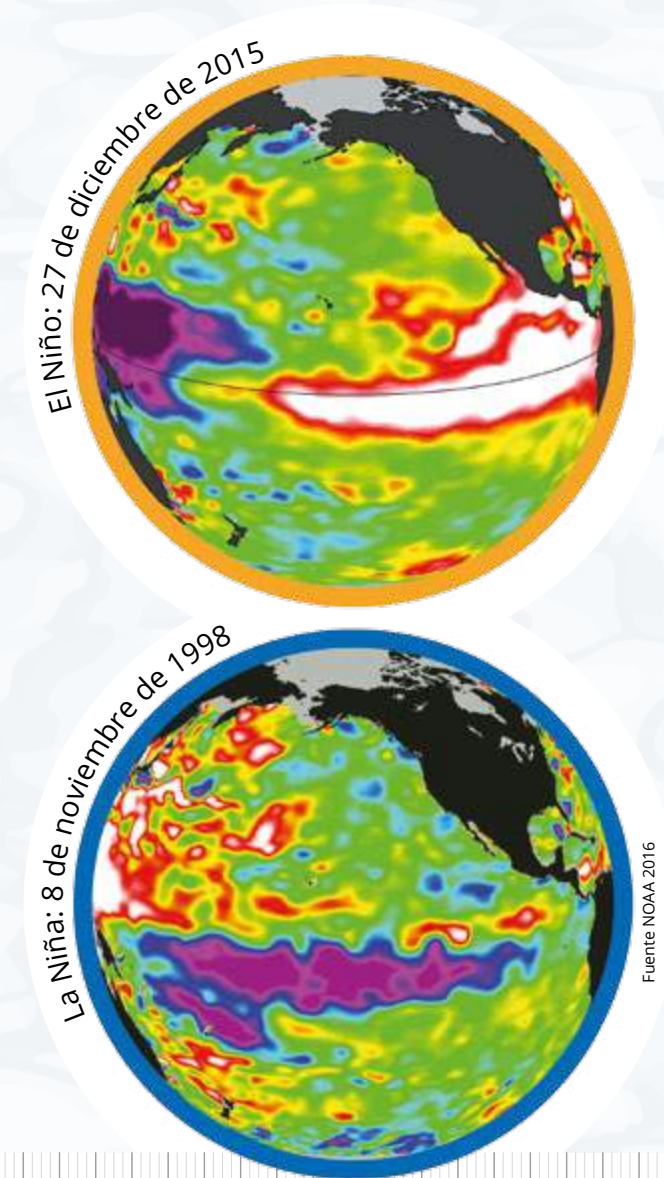 El Niño: 27 de diciembre de 2015
La Niña: 8 de noviembre de 1998
Fuente NOAA 2016